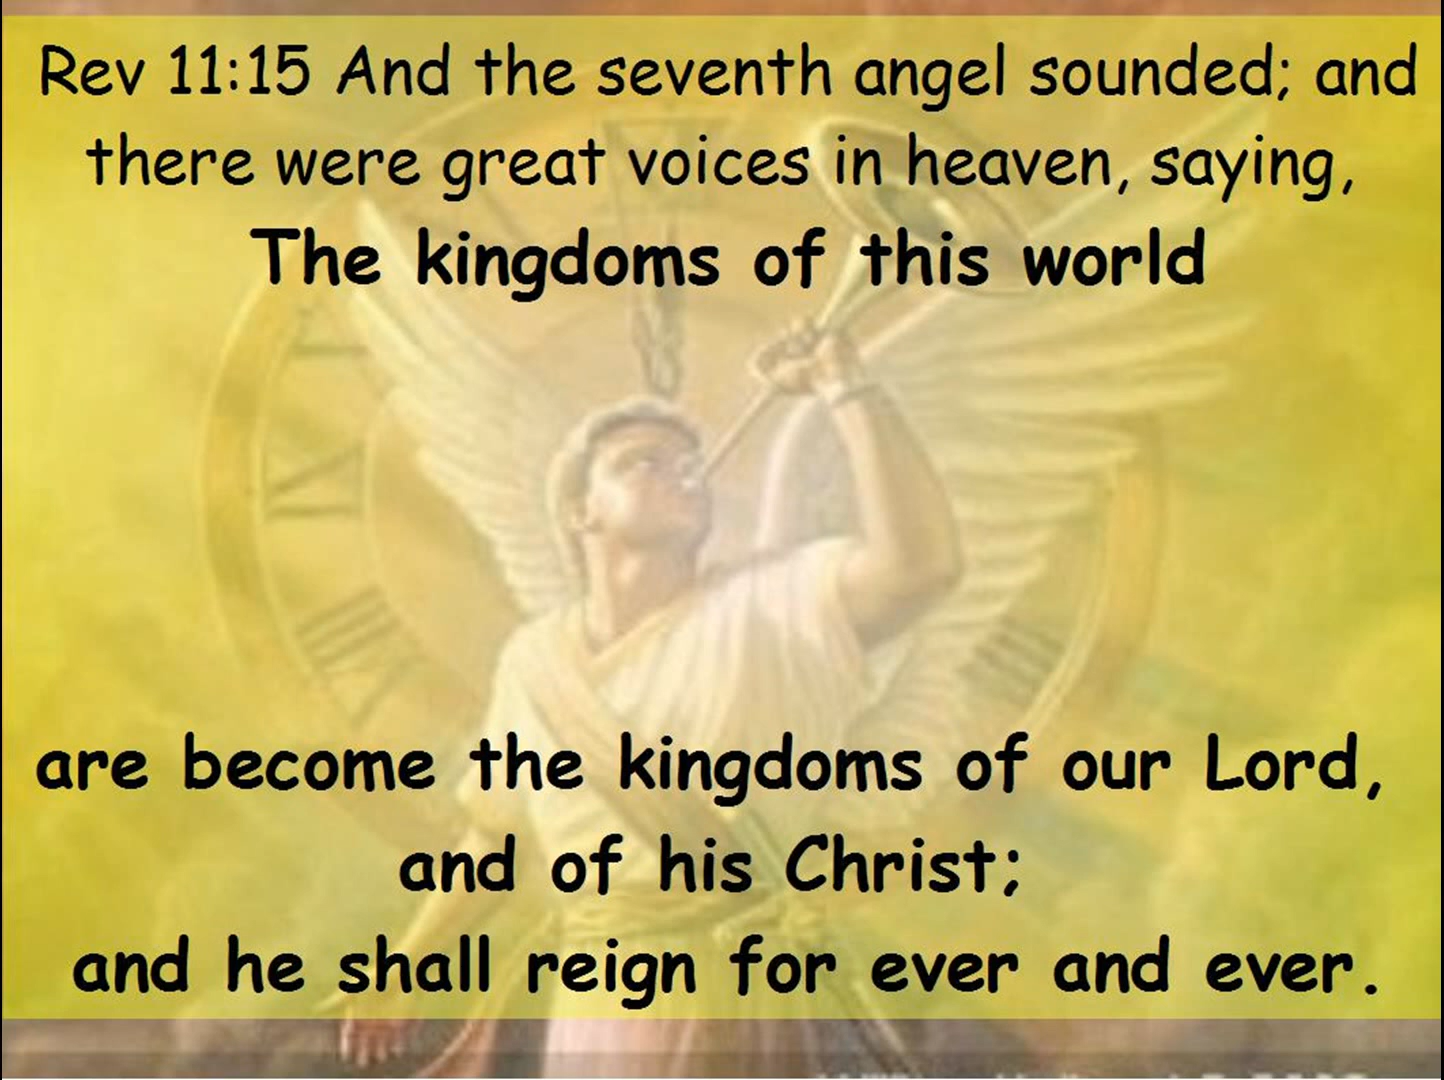 Rev 11:15 And the seventh angel sounded; and
there were great voices in heaven, saying,
The kingdoms of this world
are become the kingdoms of our Lord,
and of his Christ;
and he shall reign for ever and ever.